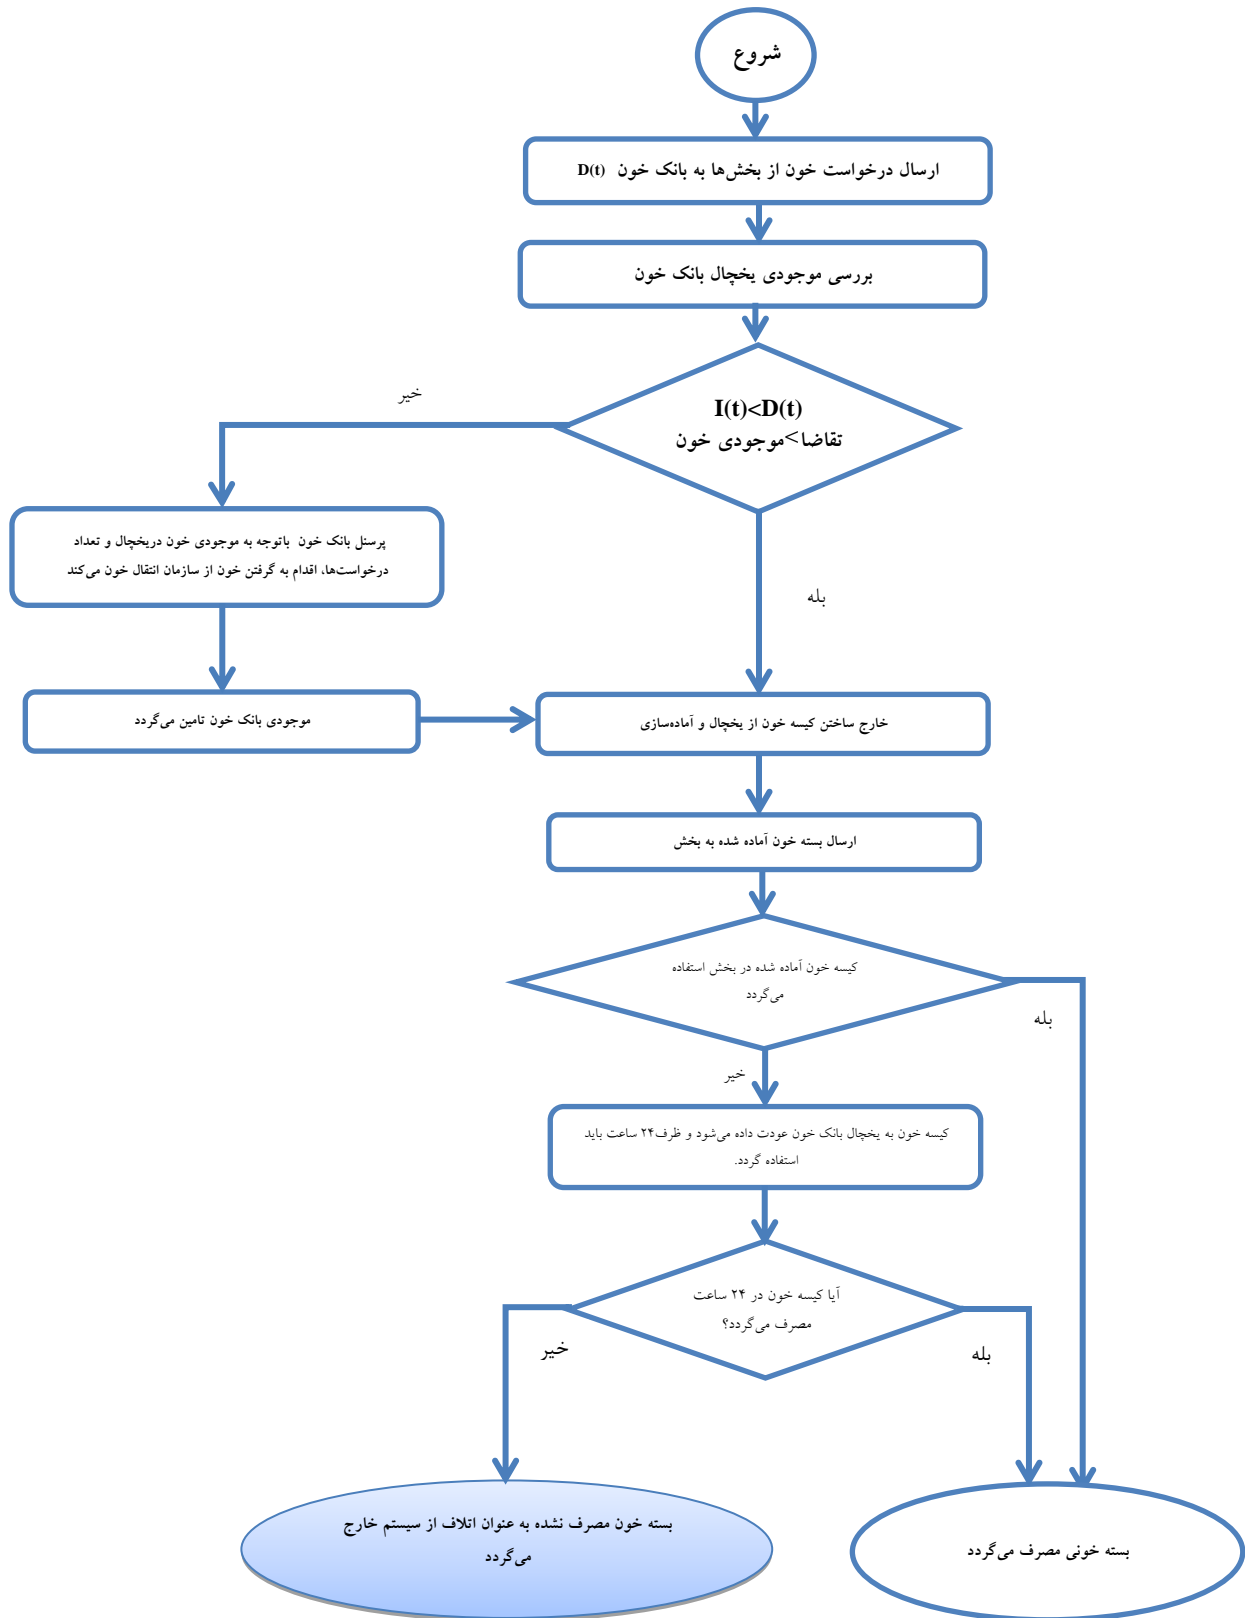 شروع
ارسال درخواست خون از بخش‌ها به بانک خون D(t)
بررسی موجودی یخچال بانک خون
I(t)<D(t)
تقاضا>موجودی خون
خیر
بله
پرسنل بانک خون باتوجه به موجودی خون دریخچال و تعداد
درخواست‌ها، اقدام به گرفتن خون از سازمان انتقال خون می‌کند
موجودی بانک خون تامین می‌گردد
خارج ساختن کیسه خون از یخچال و آماده‌سازی
ارسال بسته خون آماده شده به بخش
کیسه خون آماده شده در بخش استفاده
می‌گردد
بله
خیر
کیسه خون به یخچال بانک خون عودت داده می‌شود و ظرف۲۴ ساعت باید
استفاده گردد.
آیا کیسه خون در ۲۴ ساعت
مصرف می‌گردد؟
بله
خیر
بسته خون مصرف نشده به عنوان اتلاف از سیستم خارج
می‌گردد
بسته خونی مصرف می‌گردد